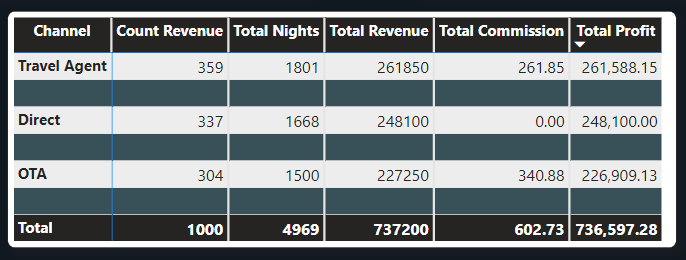 Channel Count Revenue Total Nights Total Revenue Total Commission Total Profit
Travel Agent 359 1801 261850 261.85 261,588.15
Direct 337 1668 248100 0.00 248,100.00
OTA 304 1500 227250 340.88 226,909.13
Total 1000 4969 737200 602.73 736,597.28